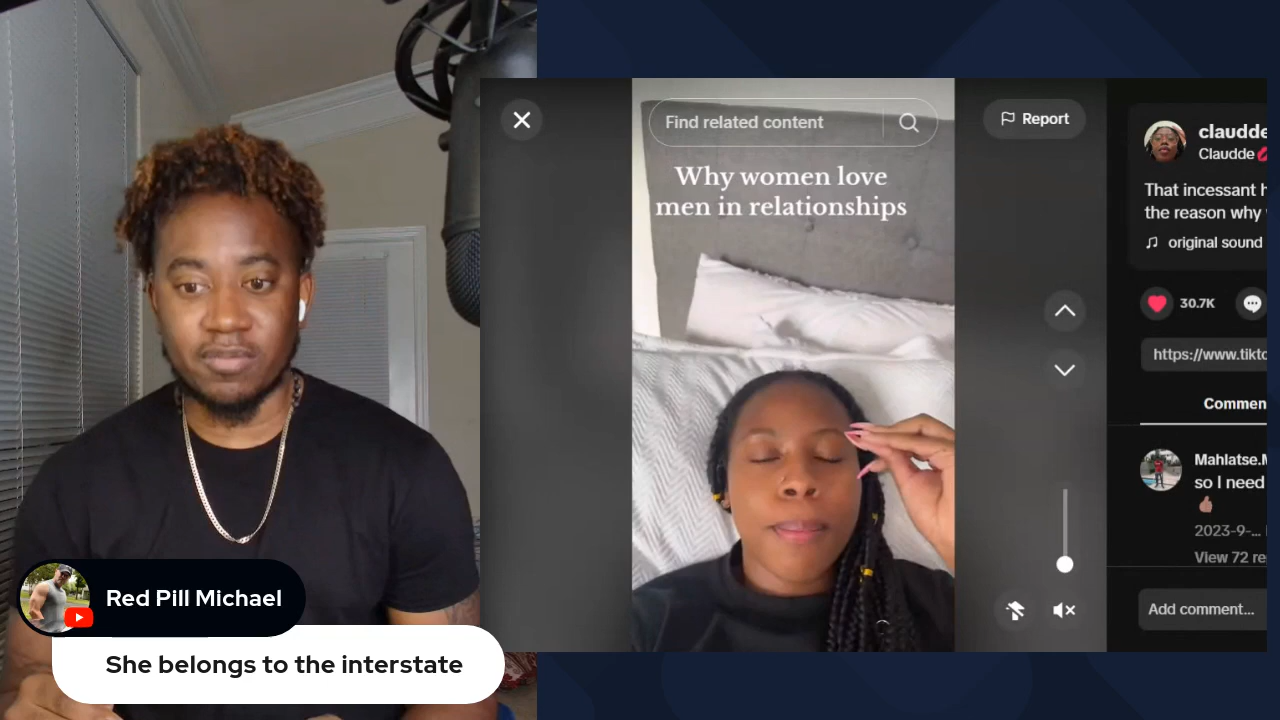 Find related content
Report
Why women love
men in relationships
claudde
Claudde
That incessant h
the reason why
original sound
30.7K
https://www.tikto
Commen
Mahlatse.M
so I need
2023-9-...
View 72 re
Add comment...
Red Pill Michael
She belongs to the interstate